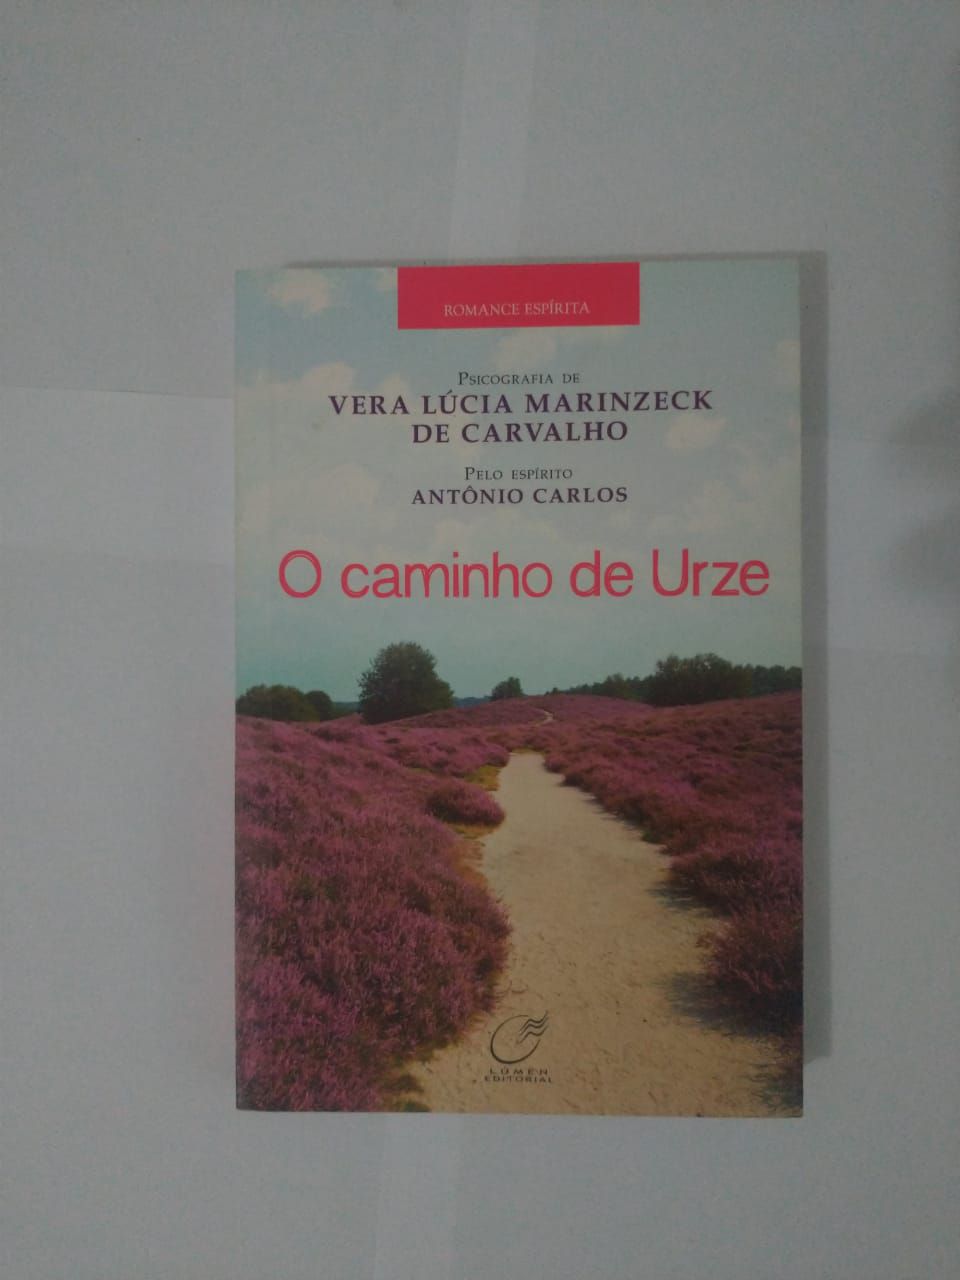 ROMANCE ESPÍRITA
PSICOGRAFIA DE
VERA LÚCIA MARINZECK
DE CARVALHO
PELO ESPÍRITO
ANTÔNIO CARLOS
O caminho de Urze
LÚMEN
EDITORIAL